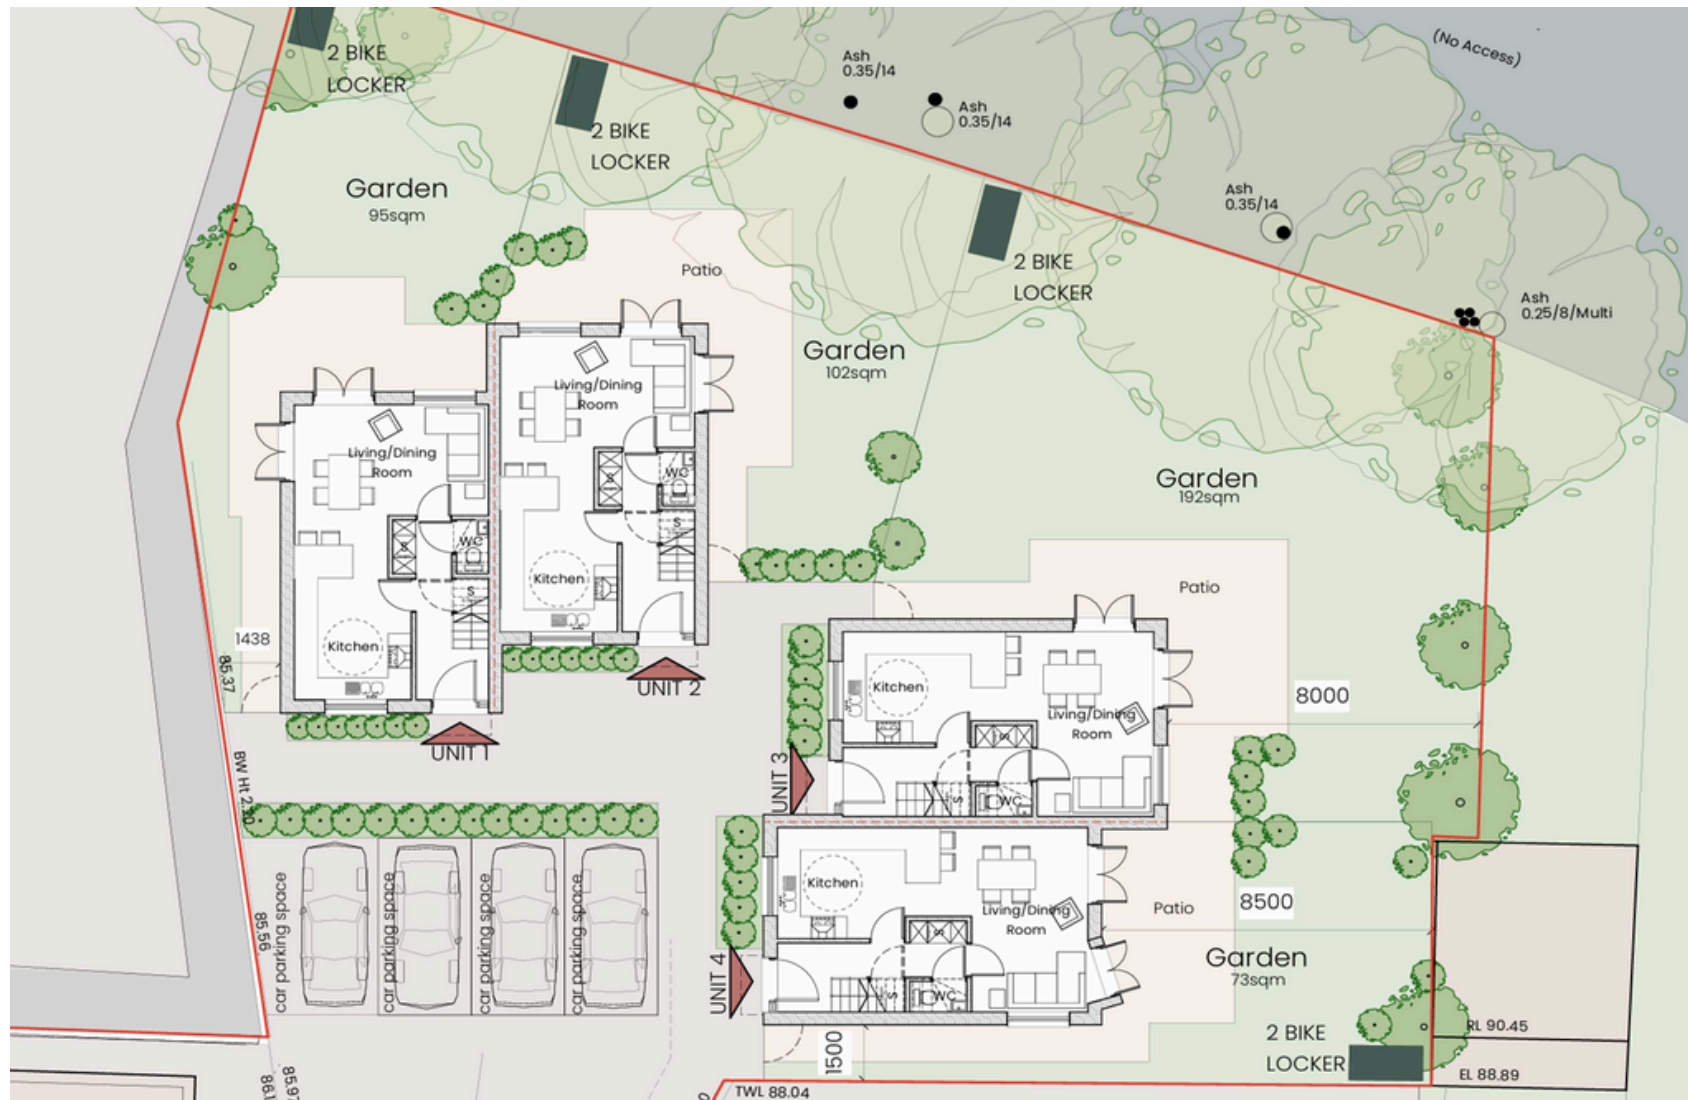 2 BIKE
LOCKER
2 BIKE
LOCKER
Ash
0.35/14
Ash
0.35/14
(No Access)
Garden
95sqm
Ash
0.35/14
Patio
2 BIKE
LOCKER
Ash
0.25/8/Multi
Garden
102sqm
Living/Dining
Room
Living/Dining
Room
S
WC
Garden
192sqm
S
WC
S
Kitchen
S
Patio
1438
Kitchen
85.37
UNIT 2
UNIT 1
Kitchen
8000
Living/Dining
Room
S
UNIT 3
S
WC
BW Ht 2.20
car parking space
car parking space
car parking space
car parking space
85.56
Kitchen
Living/Dining
Room
Patio
8500
S
UNIT 4
S
WC
Garden
73sqm
2 BIKE
LOCKER
RL 90.45
EL 88.89
1500
TWL 88.04